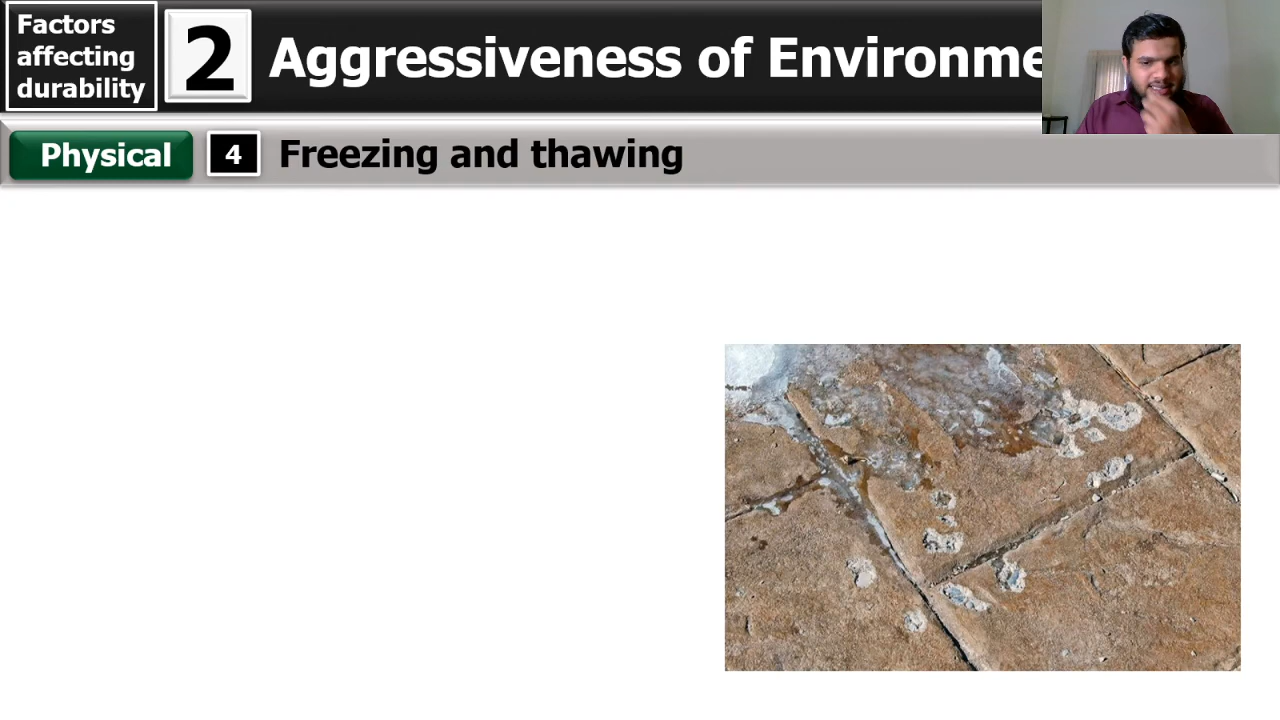 Factors
affecting
durability
2
Aggressiveness of Environme
Physical
4
Freezing and thawing